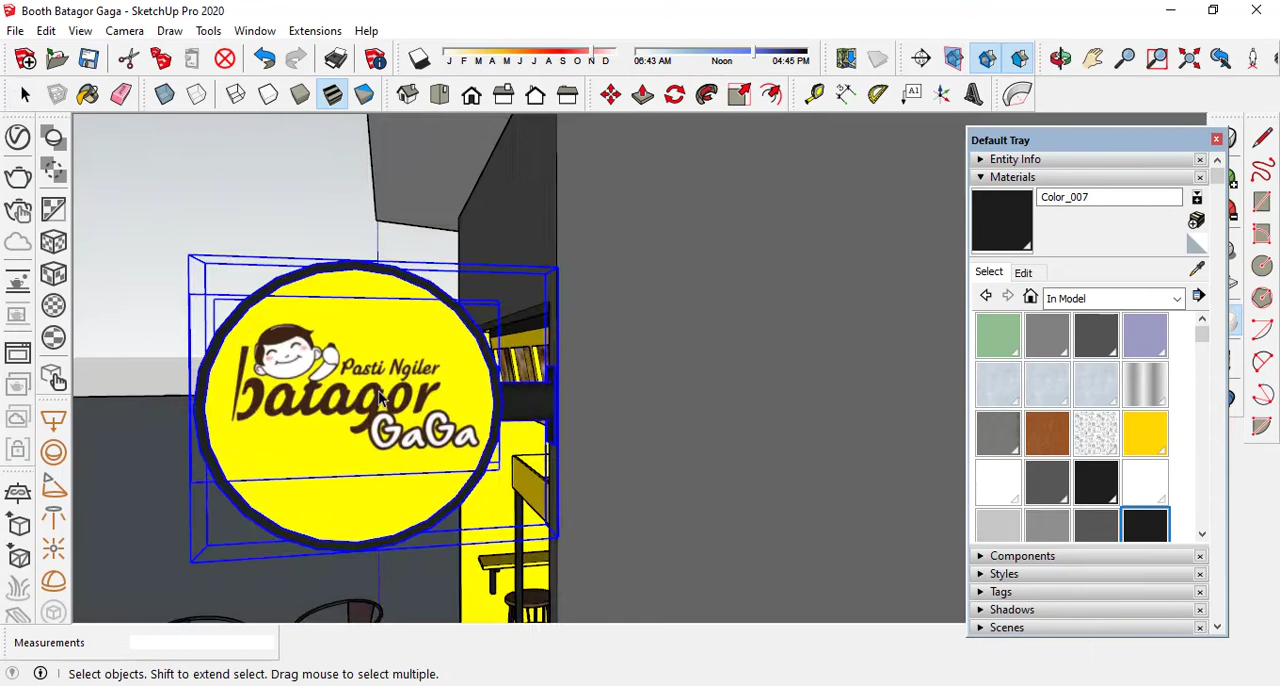 Booth Batagor Gaga - SketchUp Pro 2020
File Edit View Camera Draw Tools Window Extensions Help
J F M A M J J A S O N D
06:43 AM Noon 04:45 PM
A1
Default Tray
Entity Info
Materials
Color_007
Select Edit
In Model
Pasti Ngiler
batagor
GaGa
Components
Styles
Tags
Shadows
Scenes
Measurements
Select objects. Shift to extend select. Drag mouse to select multiple.